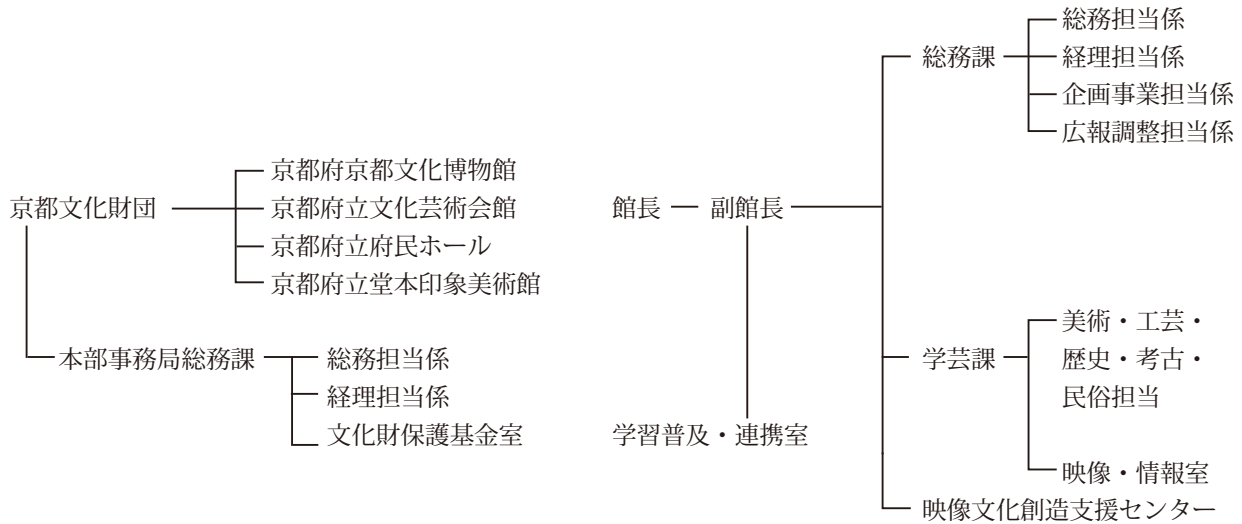 京都文化財団
京都府京都文化博物館
京都府立文化芸術会館
京都府立府民ホール
京都府立堂本印象美術館
本部事務局総務課
総務担当係
経理担当係
文化財保護基金室
館長
副館長
学習普及・連携室
総務課
総務担当係
経理担当係
企画事業担当係
広報調整担当係
学芸課
美術・工芸・
歴史・考古・
民俗担当
映像・情報室
映像文化創造支援センター